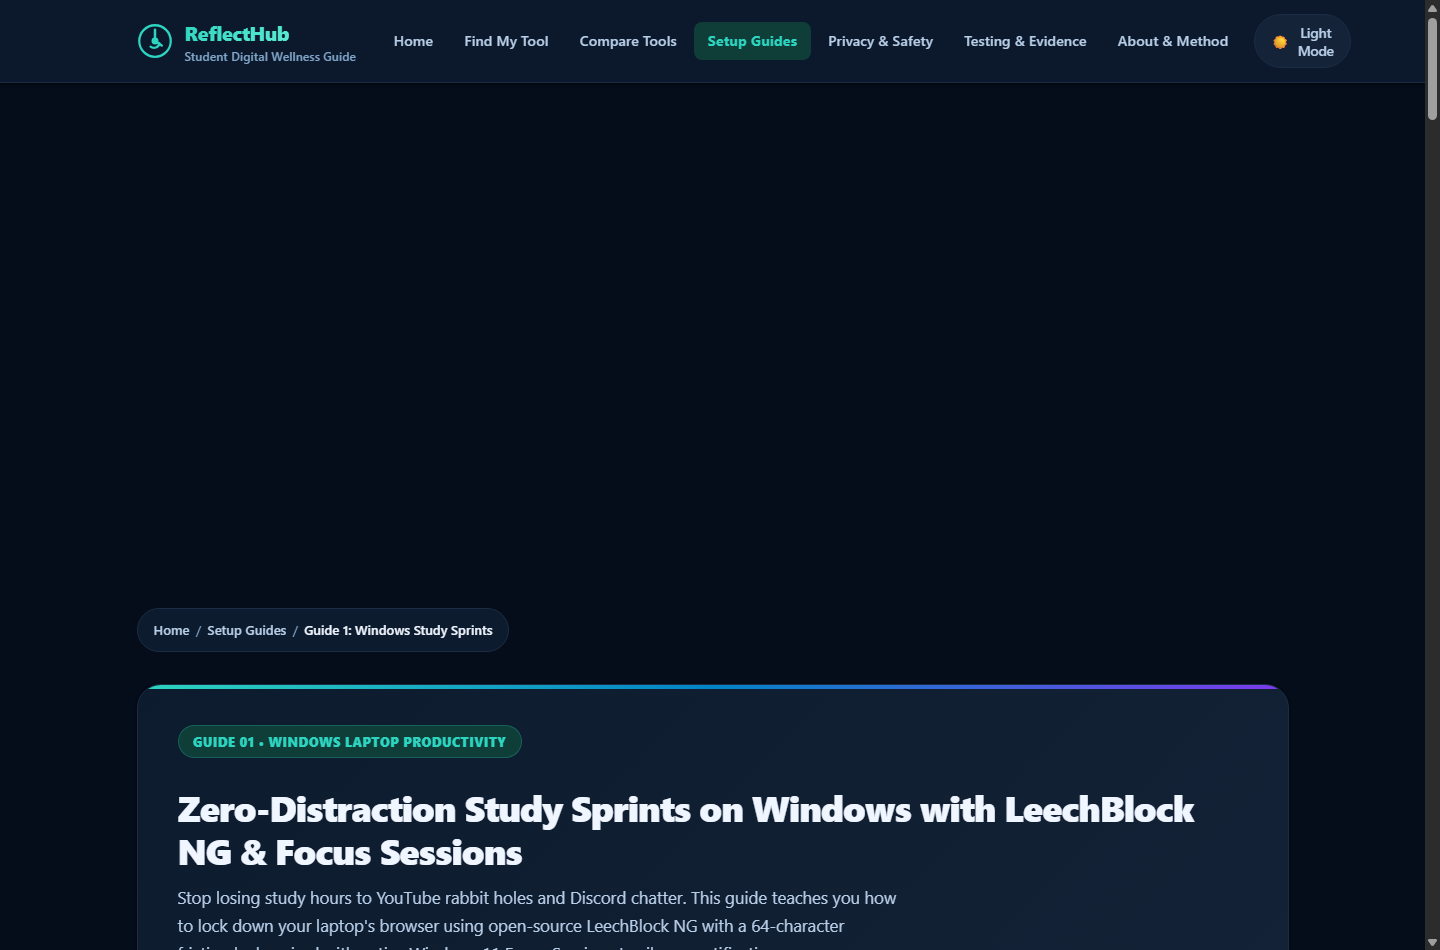 ReflectHub
Student Digital Wellness Guide
Home
Find My Tool
Compare Tools
Setup Guides
Privacy & Safety
Testing & Evidence
About & Method
Light
Mode
Home / Setup Guides / Guide 1: Windows Study Sprints
GUIDE 01 • WINDOWS LAPTOP PRODUCTIVITY
Zero-Distraction Study Sprints on Windows with LeechBlock
NG & Focus Sessions
Stop losing study hours to YouTube rabbit holes and Discord chatter. This guide teaches you how
to lock down your laptop's browser using open-source LeechBlock NG with a 64-character